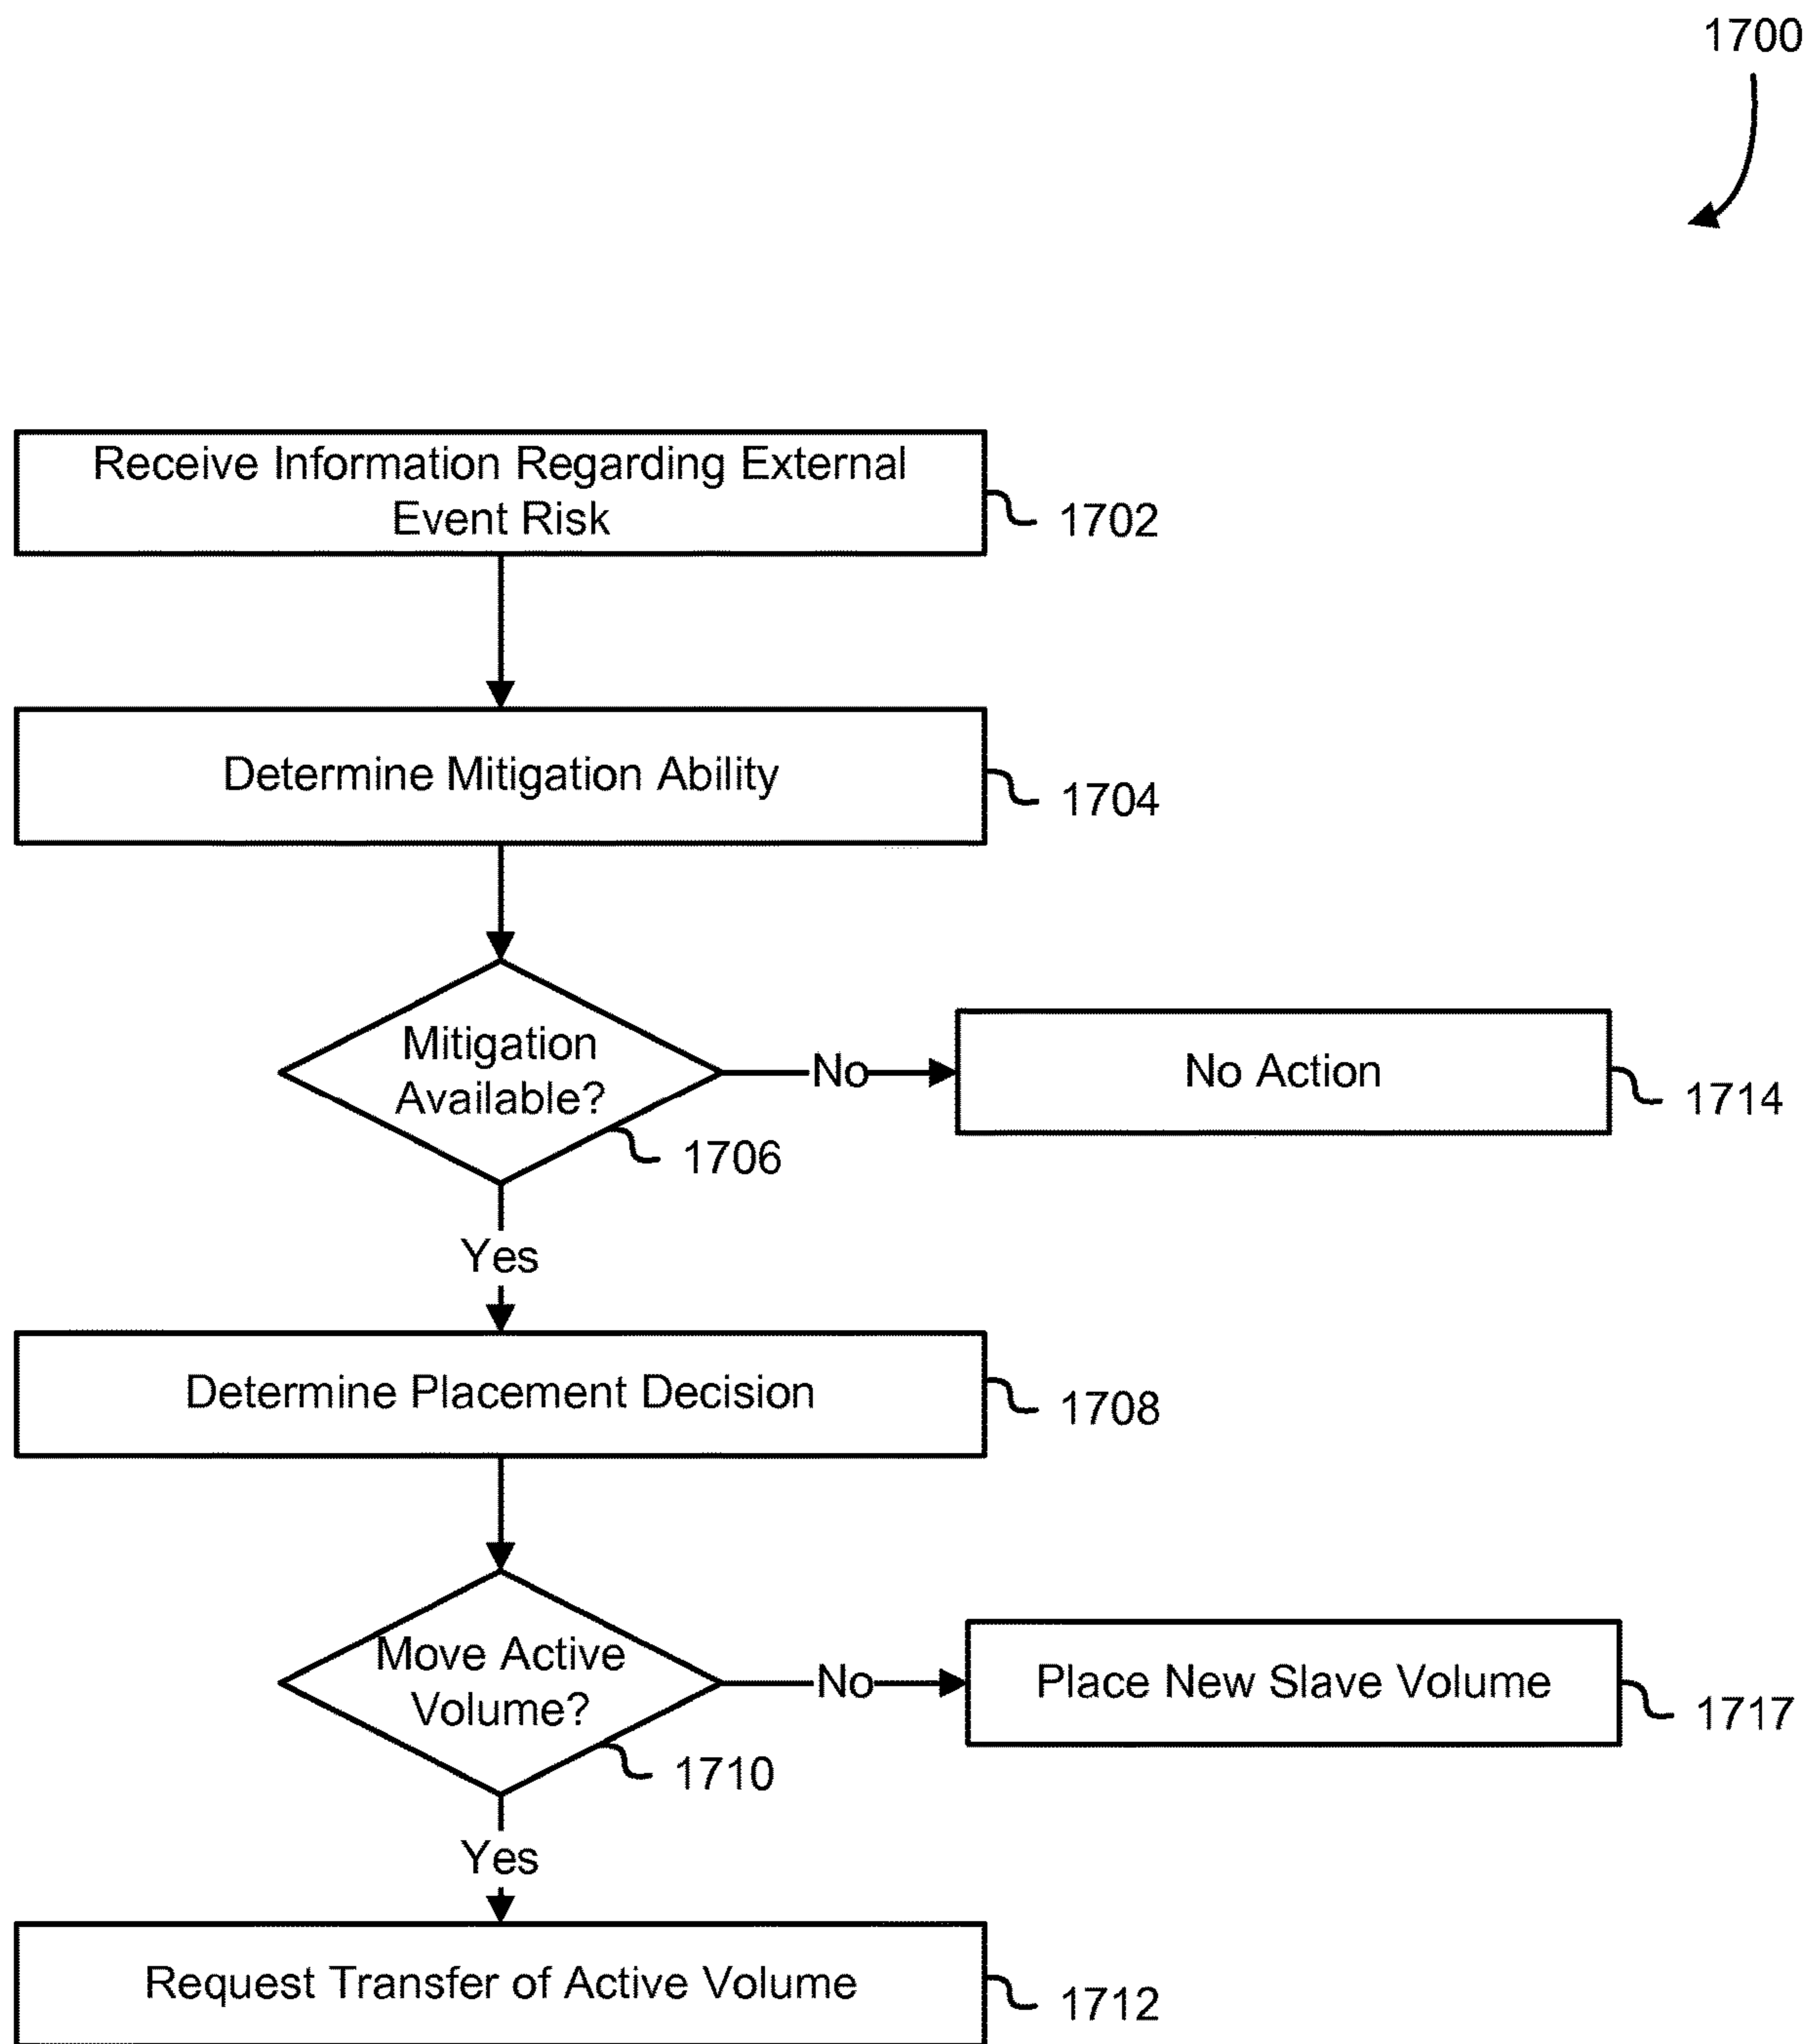 1700
Receive Information Regarding External
Event Risk
1702
Determine Mitigation Ability
1704
Mitigation
Available?
1706
No
No Action
1714
Yes
Determine Placement Decision
1708
Move Active
Volume?
1710
No
Place New Slave Volume
1717
Yes
Request Transfer of Active Volume
1712